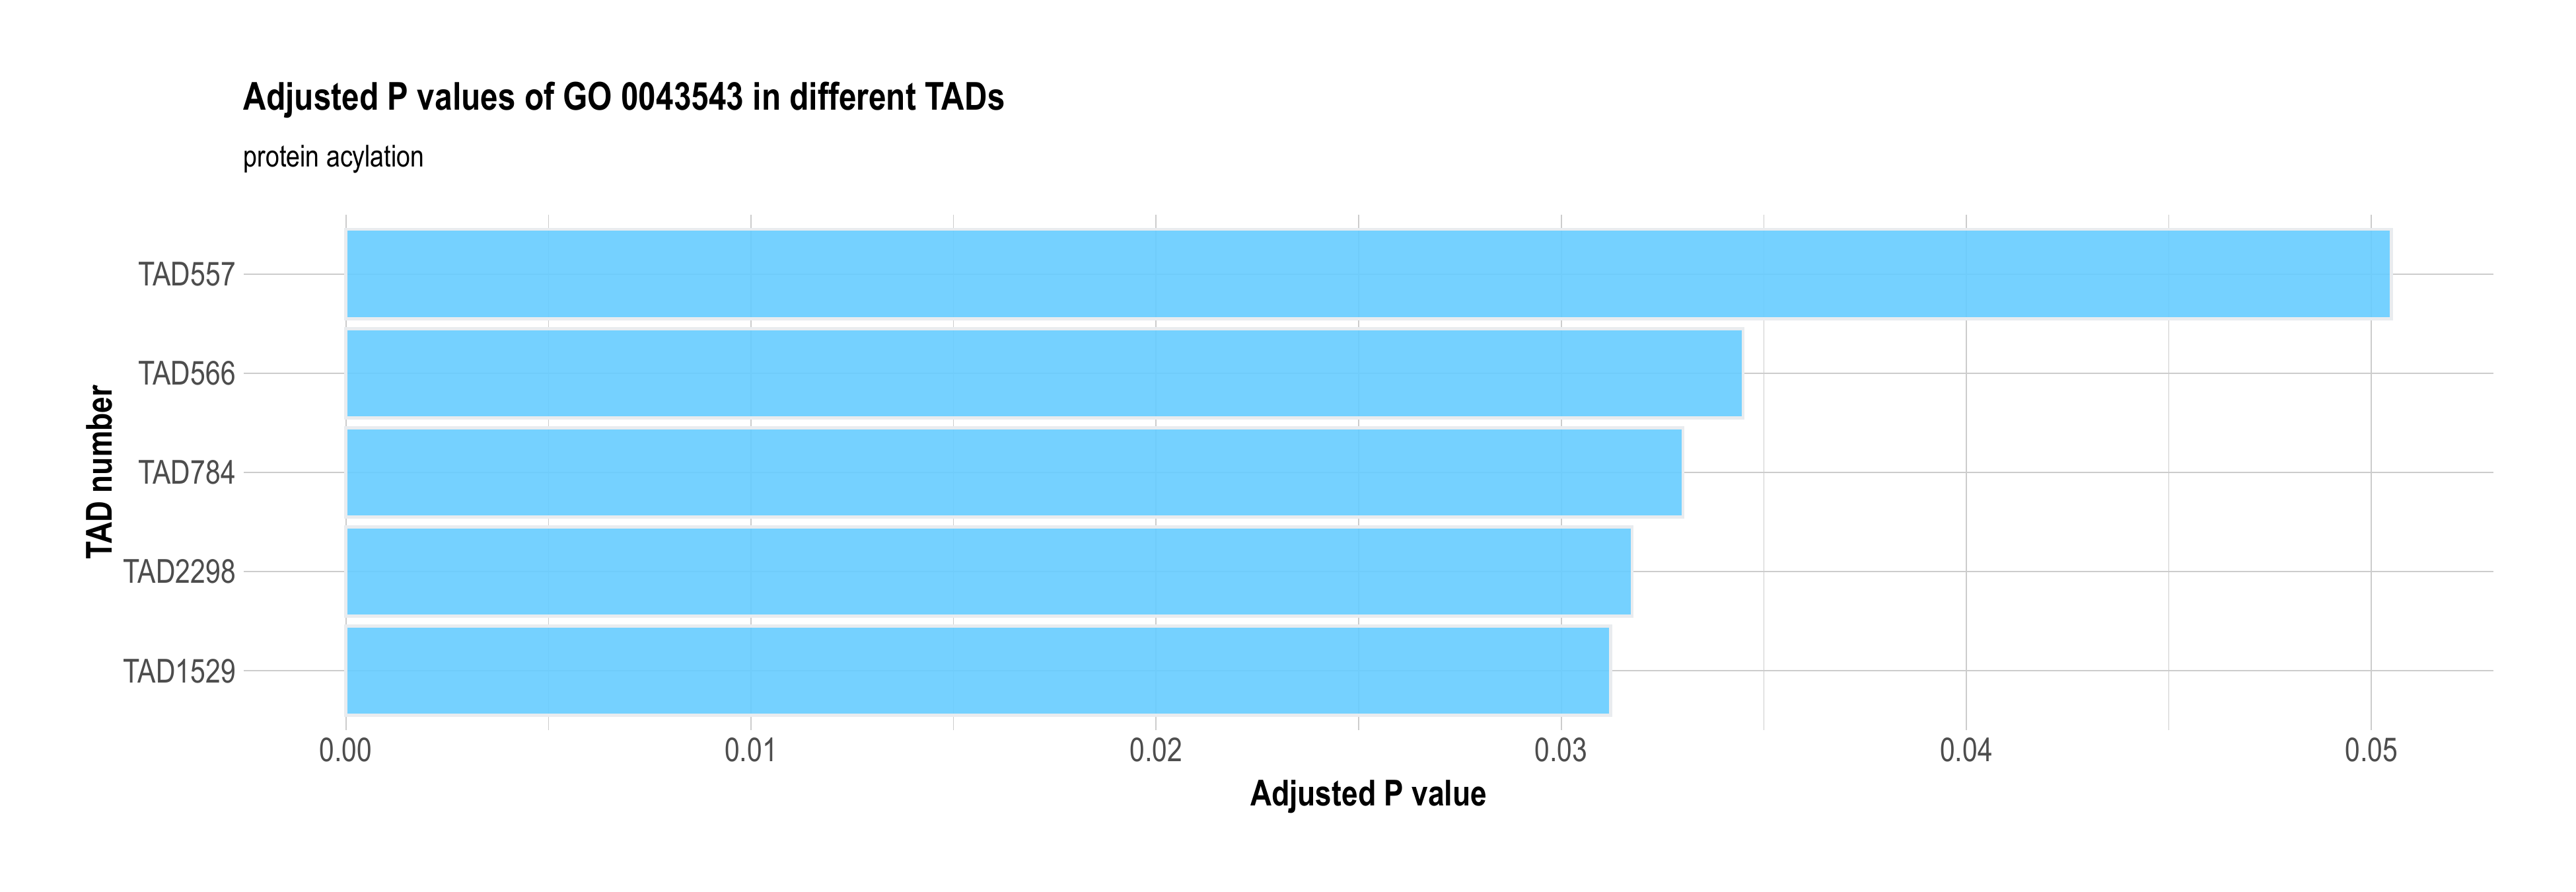 Adjusted P values of GO 0043543 in different TADs
protein acylation
TAD number
TAD557
TAD566
TAD784
TAD2298
TAD1529
0.00 0.01 0.02 0.03 0.04 0.05
Adjusted P value